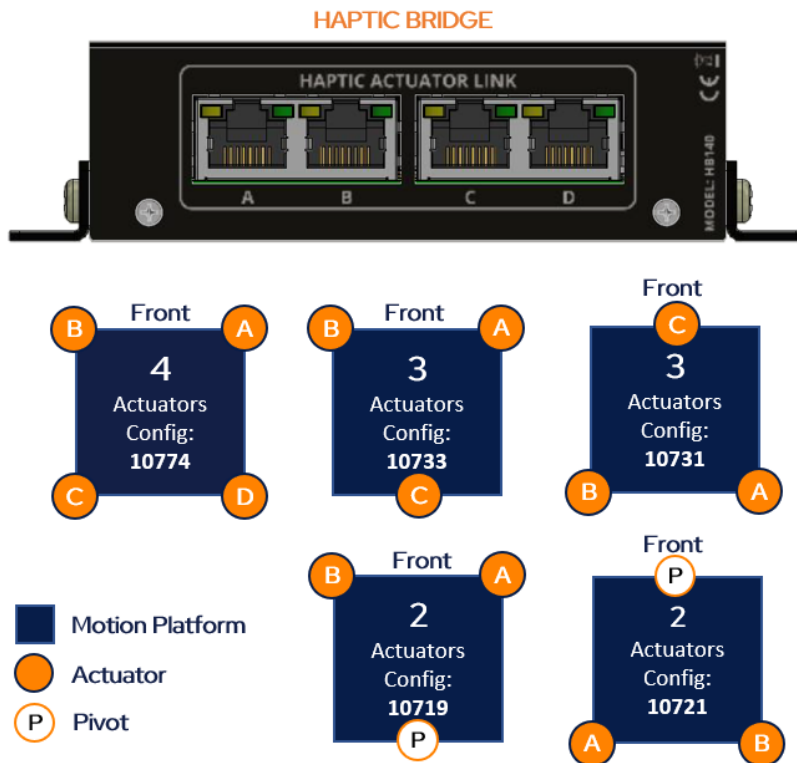 HAPTIC BRIDGE
HAPTIC ACTUATOR LINK
A B C D
CE
MODEL: HB140
Front
B A
4
Actuators
Config:
10774
C D
Front
B A
3
Actuators
Config:
10733
C
Front
C
3
Actuators
Config:
10731
B A
Front
B A
2
Actuators
Config:
10719
P
Front
P
2
Actuators
Config:
10721
A B
Motion Platform
Actuator
P Pivot